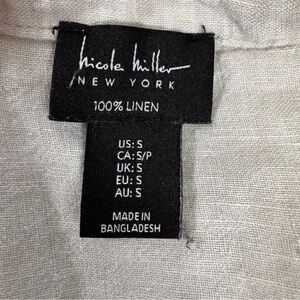 Nicole Miller
NEW YORK
100% LINEN
US: S
CA: S/P
UK: S
EU: S
AU: S
MADE IN
BANGLADESH